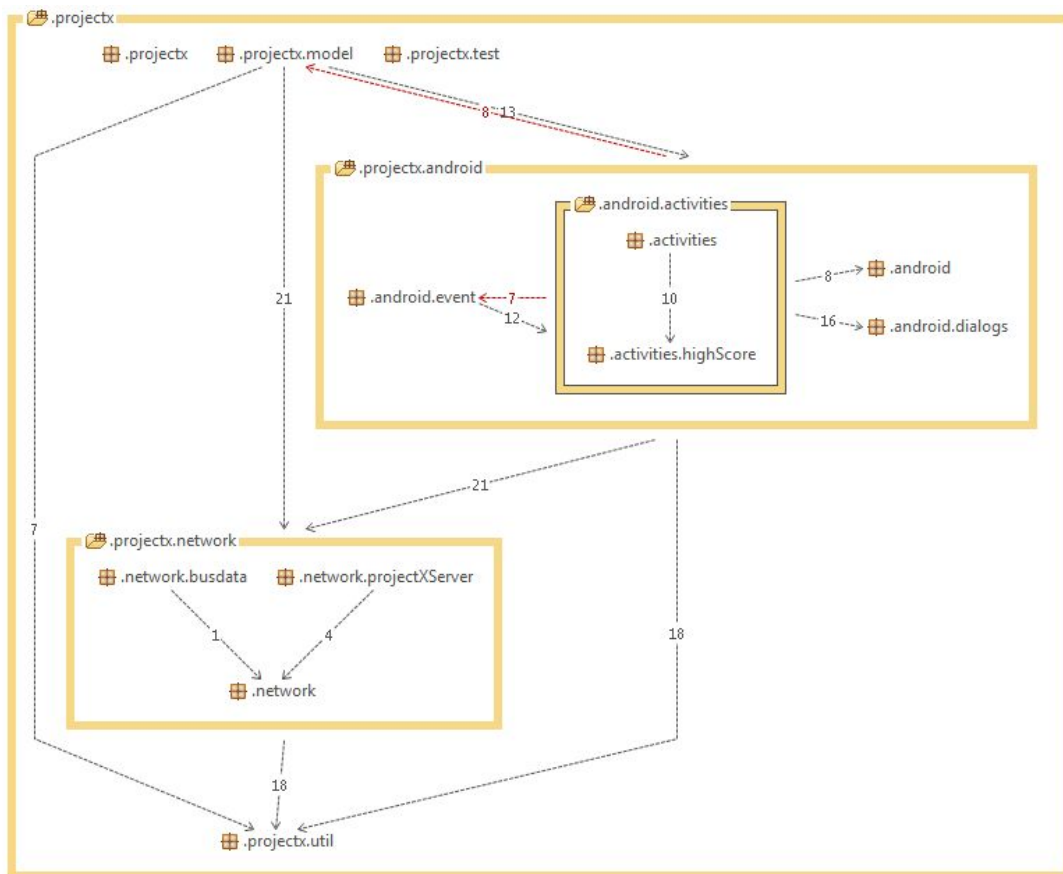 .projectx
.projectx
.projectx.model
.projectx.test
8
13
.projectx.android
.android.activities
.activities
.android.event
7
12
10
8
.android
16
.android.dialogs
.activities.highScore
21
21
7
.projectx.network
.network.busdata
.network.projectXServer
1
4
18
.network
18
.projectx.util